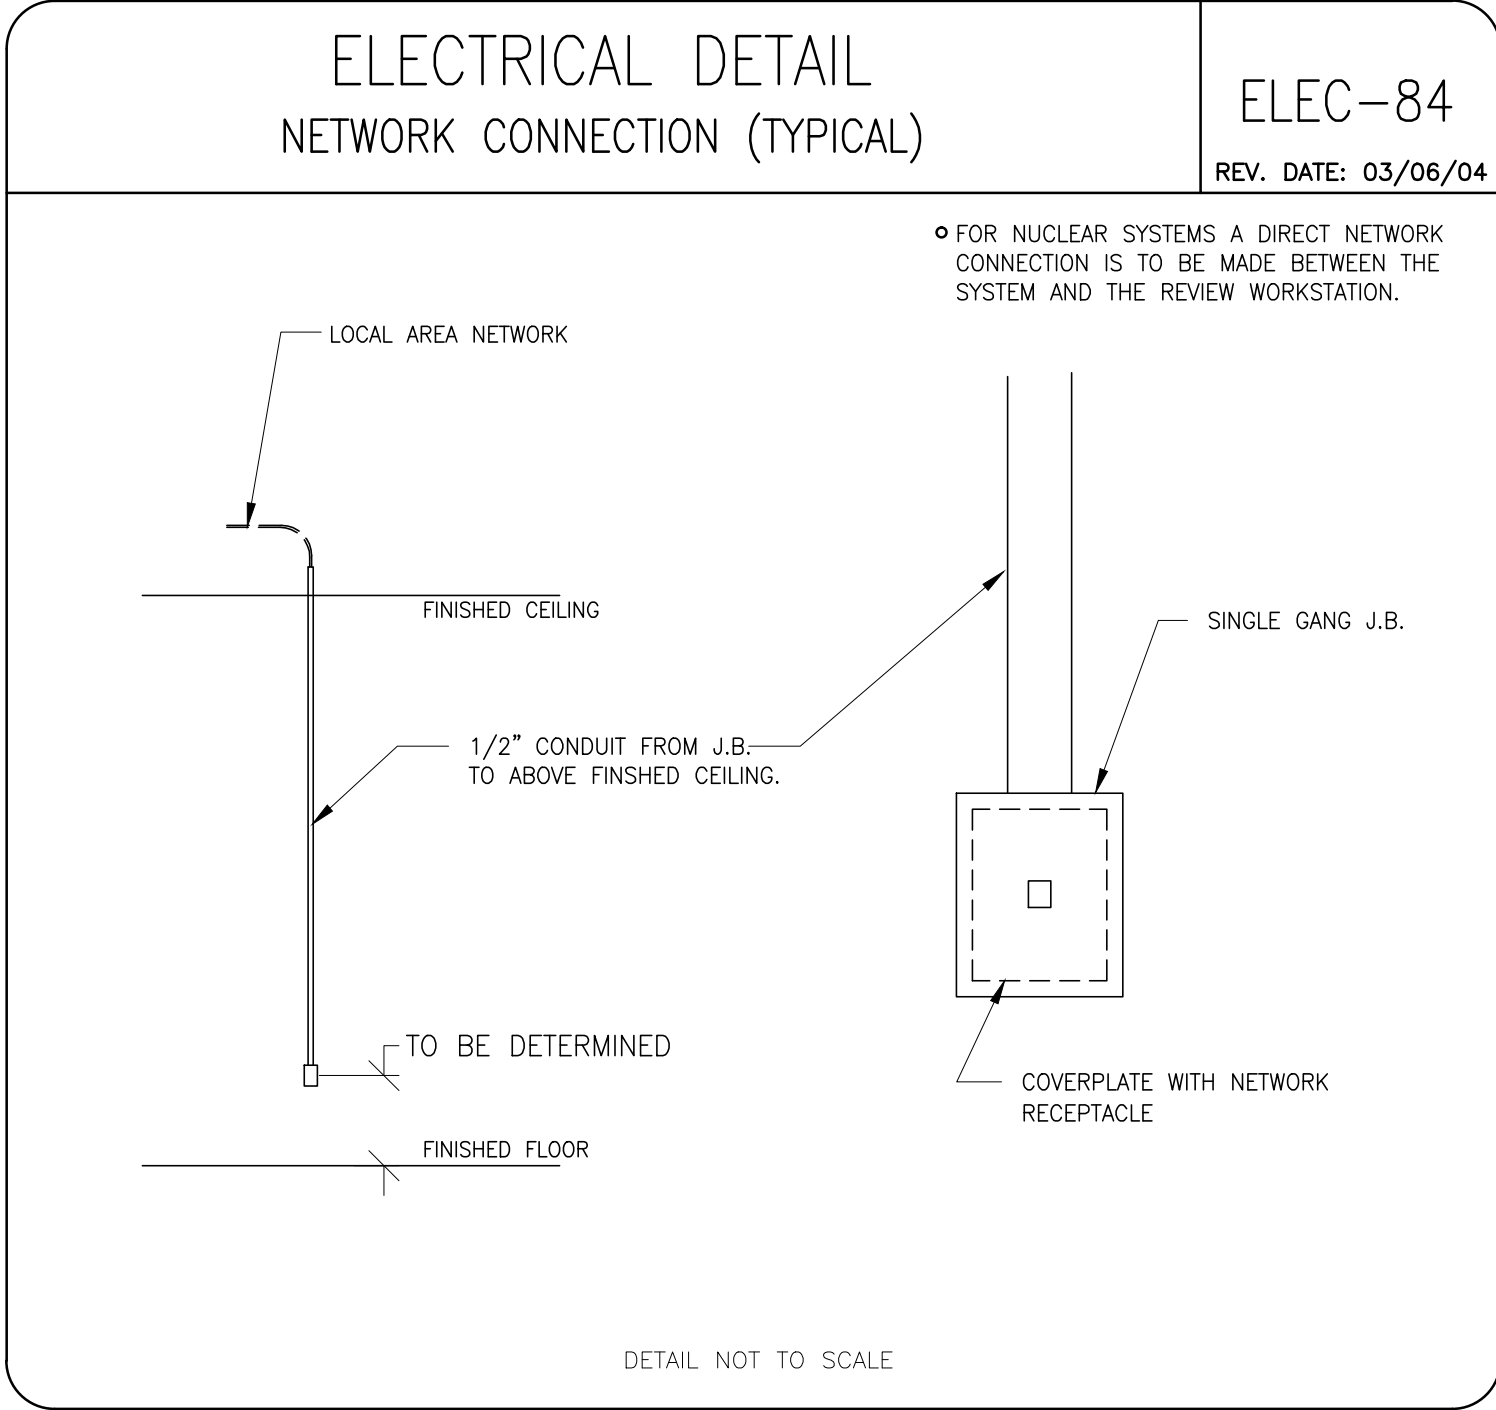 ELECTRICAL DETAIL
NETWORK CONNECTION (TYPICAL)
ELEC-84
REV. DATE: 03/06/04
FOR NUCLEAR SYSTEMS A DIRECT NETWORK
CONNECTION IS TO BE MADE BETWEEN THE
SYSTEM AND THE REVIEW WORKSTATION.
LOCAL AREA NETWORK
FINISHED CEILING
SINGLE GANG J.B.
1/2" CONDUIT FROM J.B.
TO ABOVE FINSHED CEILING.
TO BE DETERMINED
COVERPLATE WITH NETWORK
RECEPTACLE
FINISHED FLOOR
DETAIL NOT TO SCALE